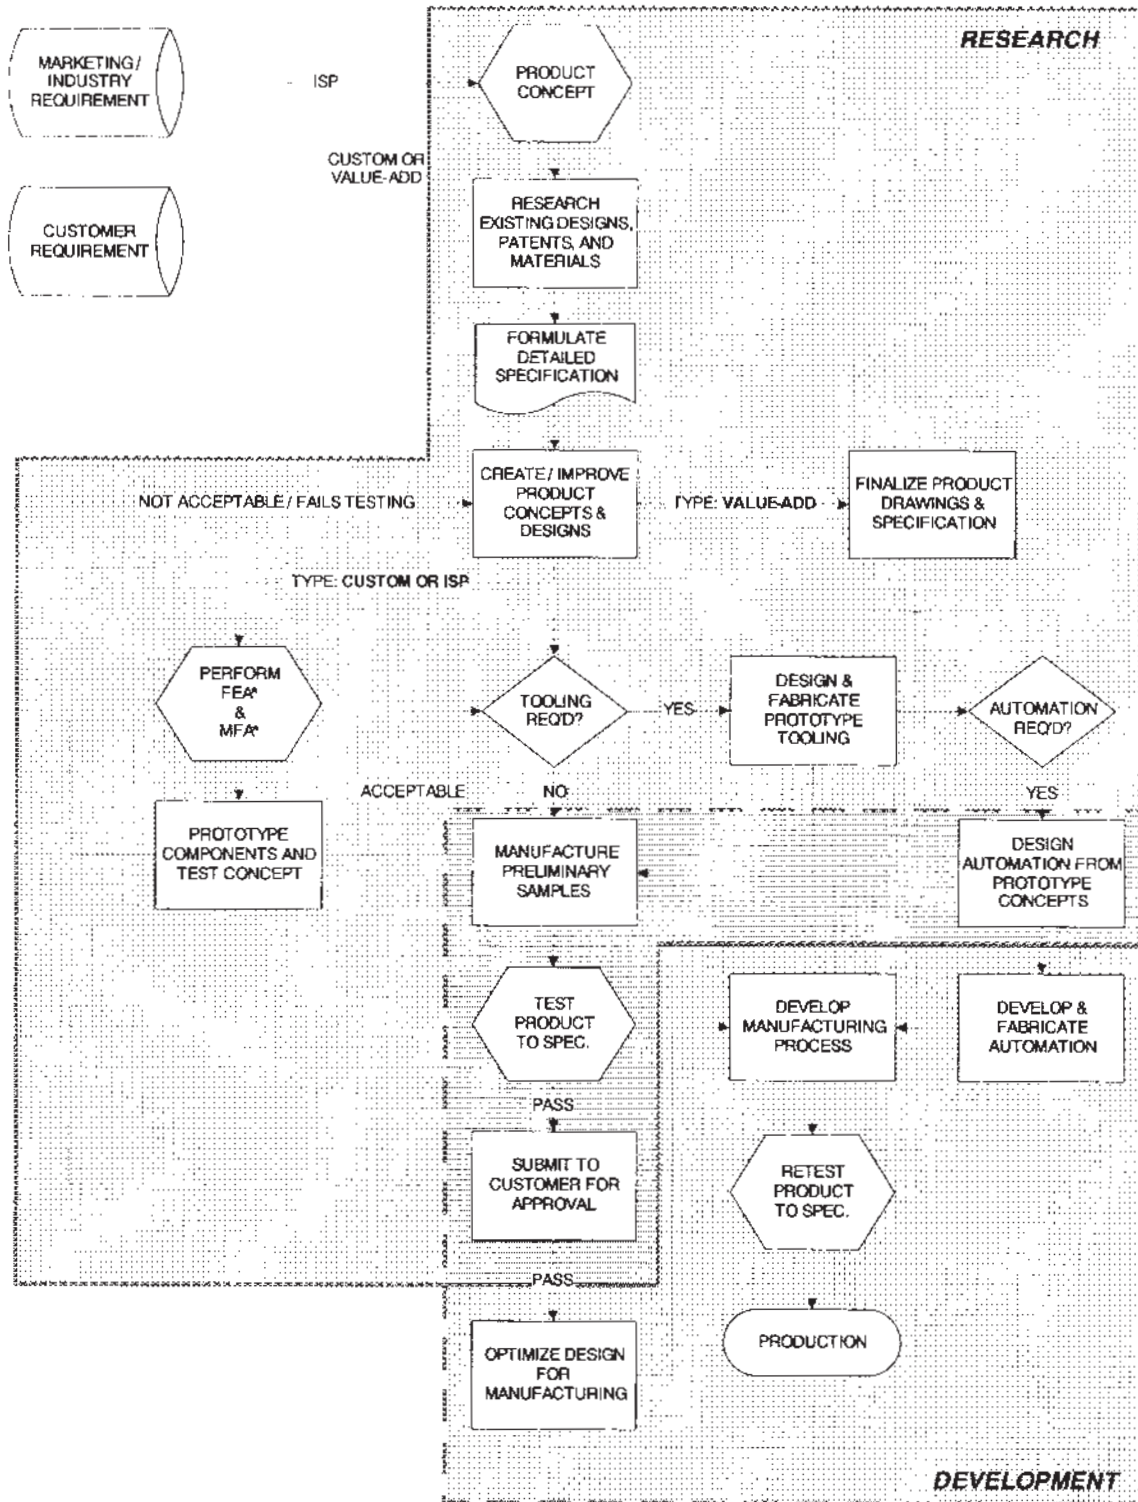 RESEARCH
MARKETING /
INDUSTRY
REQUIREMENT
ISP
PRODUCT
CONCEPT
CUSTOM OR
VALUE-ADD
CUSTOMER
REQUIREMENT
RESEARCH
EXISTING DESIGNS,
PATENTS, AND
MATERIALS
FORMULATE
DETAILED
SPECIFICATION
NOT ACCEPTABLE / FAILS TESTING
CREATE / IMPROVE
PRODUCT
CONCEPTS &
DESIGNS
TYPE: VALUE-ADD
FINALIZE PRODUCT
DRAWINGS &
SPECIFICATION
TYPE: CUSTOM OR ISP
PERFORM
FEA*
&
MFA*
TOOLING
REQ'D?
YES
DESIGN &
FABRICATE
PROTOTYPE
TOOLING
AUTOMATION
REQ'D?
ACCEPTABLE
NO
YES
PROTOTYPE
COMPONENTS AND
TEST CONCEPT
MANUFACTURE
PRELIMINARY
SAMPLES
DESIGN
AUTOMATION FROM
PROTOTYPE
CONCEPTS
TEST
PRODUCT
TO SPEC.
DEVELOP
MANUFACTURING
PROCESS
DEVELOP &
FABRICATE
AUTOMATION
PASS
SUBMIT TO
CUSTOMER FOR
APPROVAL
RETEST
PRODUCT
TO SPEC.
PASS
OPTIMIZE DESIGN
FOR
MANUFACTURING
PRODUCTION
DEVELOPMENT